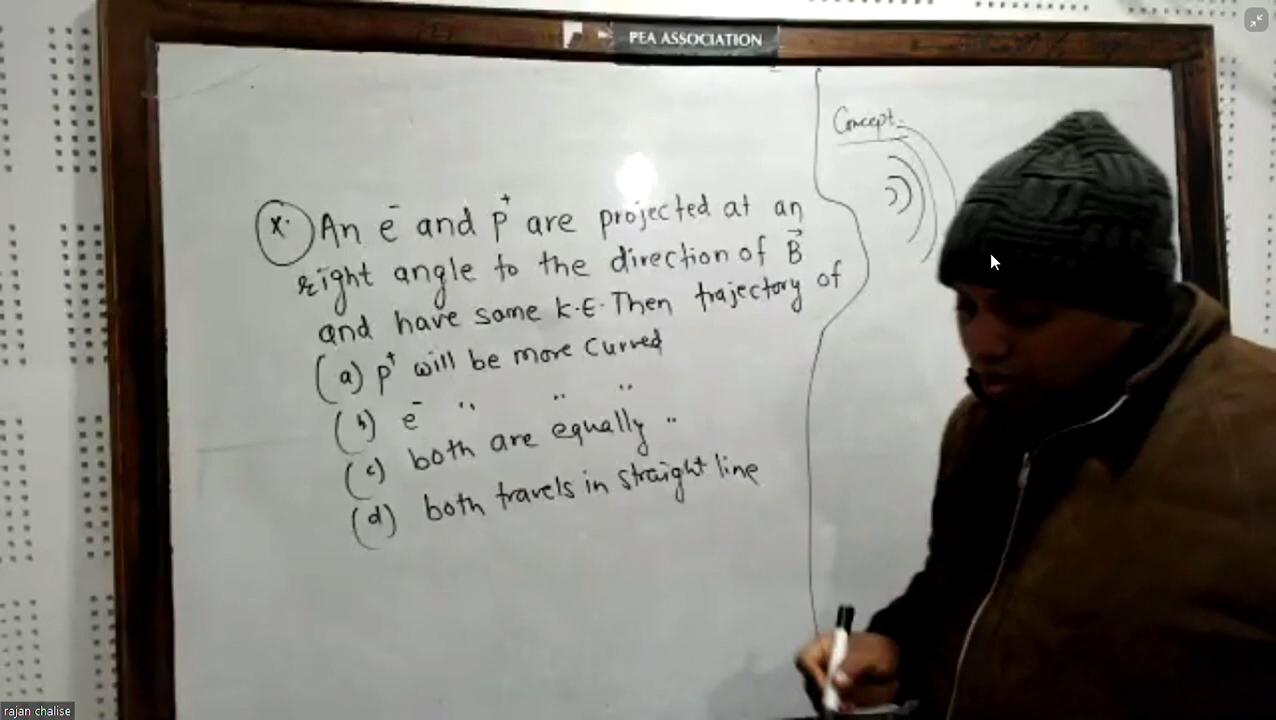 PEA ASSOCIATION
Concept.
X. An e⁻ and p⁺ are projected at an
right angle to the direction of B⃗
and have same K.E. Then trajectory of
(a) p⁺ will be more curved
(b) e⁻ " " "
(c) both are equally "
(d) both travels in straight line
rajan chalise